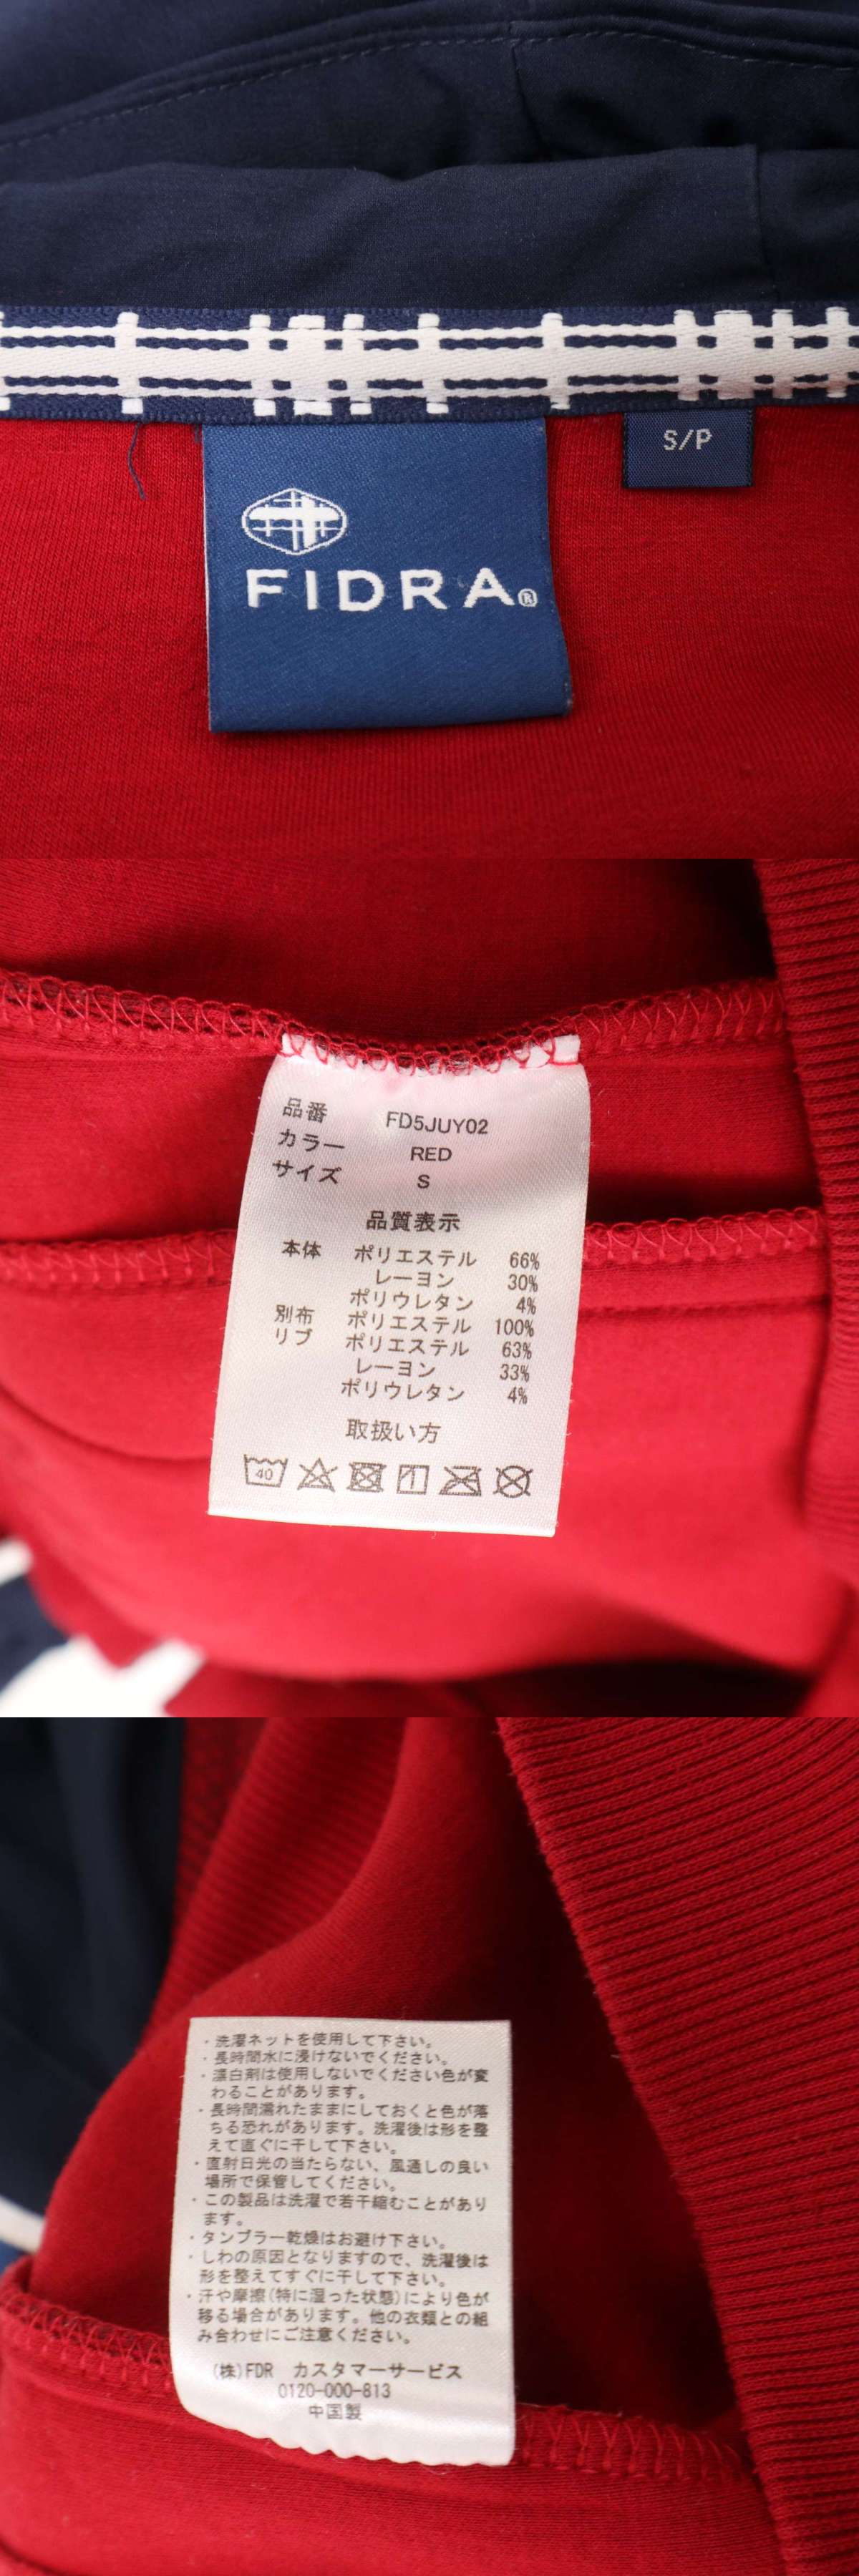 FIDRA®
S/P
品番 FD5JUY02
カラー RED
サイズ S
品質表示
本体 ポリエステル 66%
レーヨン 30%
ポリウレタン 4%
別布 ポリエステル 100%
リブ ポリエステル 63%
レーヨン 33%
ポリウレタン 4%
取扱い方
40
・洗濯ネットを使用して下さい。
・長時間水に浸けないでください。
・漂白剤は使用しないでください色が変
わることがあります。
・長時間濡れたままにしておくと色が落
ちる恐れがあります。洗濯後は形を整
えて直ぐに干して下さい。
・直射日光の当たらない、風通しの良い
場所で保管してください。
・この製品は洗濯で若干縮むことがあり
ます。
・タンブラー乾燥はお避け下さい。
・しわの原因となりますので、洗濯後は
形を整えてすぐに干して下さい。
・汗や摩擦(特に湿った状態)により色が
移る場合があります。他の衣類との組
み合わせにご注意ください。
(株)FDR カスタマーサービス
0120-000-813
中国製